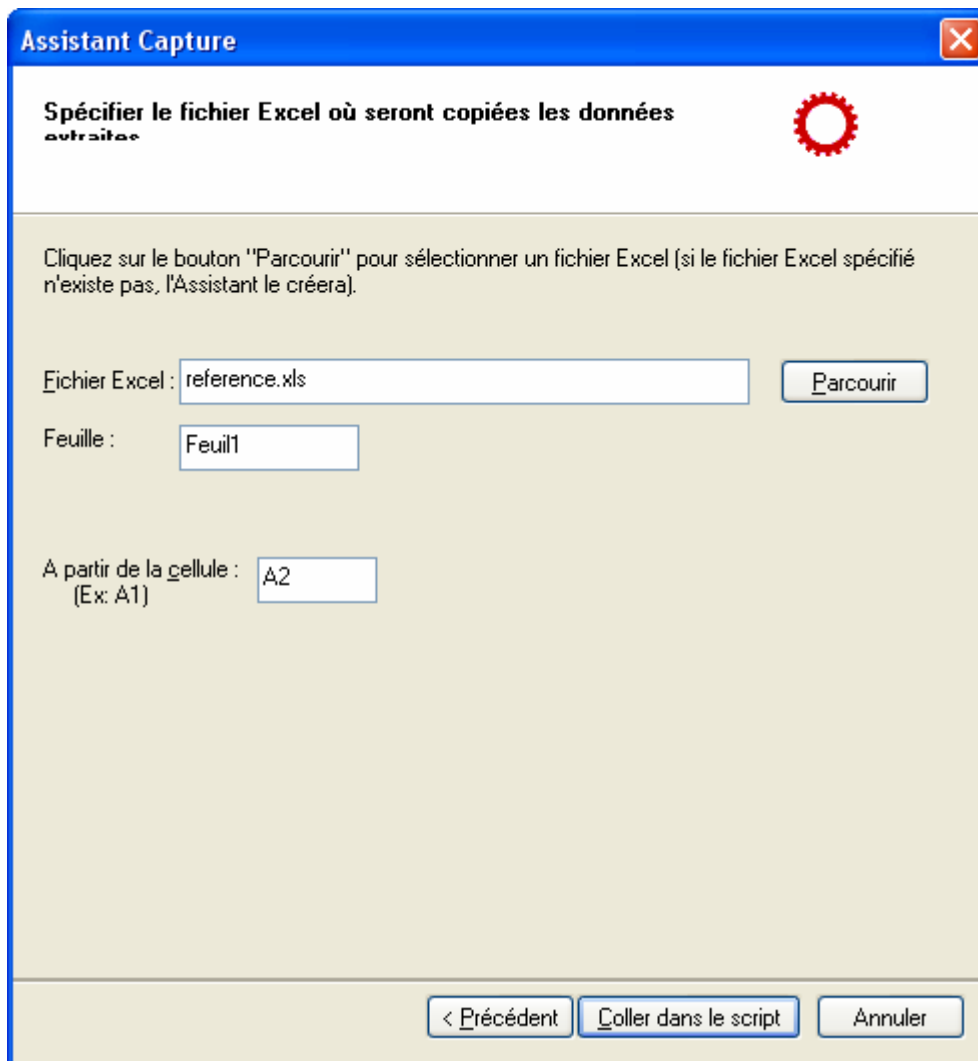 Assistant Capture
Spécifier le fichier Excel où seront copiées les données
extraites
Cliquez sur le bouton "Parcourir" pour sélectionner un fichier Excel (si le fichier Excel spécifié
n'existe pas, l'Assistant le créera).
Fichier Excel : reference.xls Parcourir
Feuille : Feuil1
A partir de la cellule : A2
(Ex: A1)
< Précédent Coller dans le script Annuler